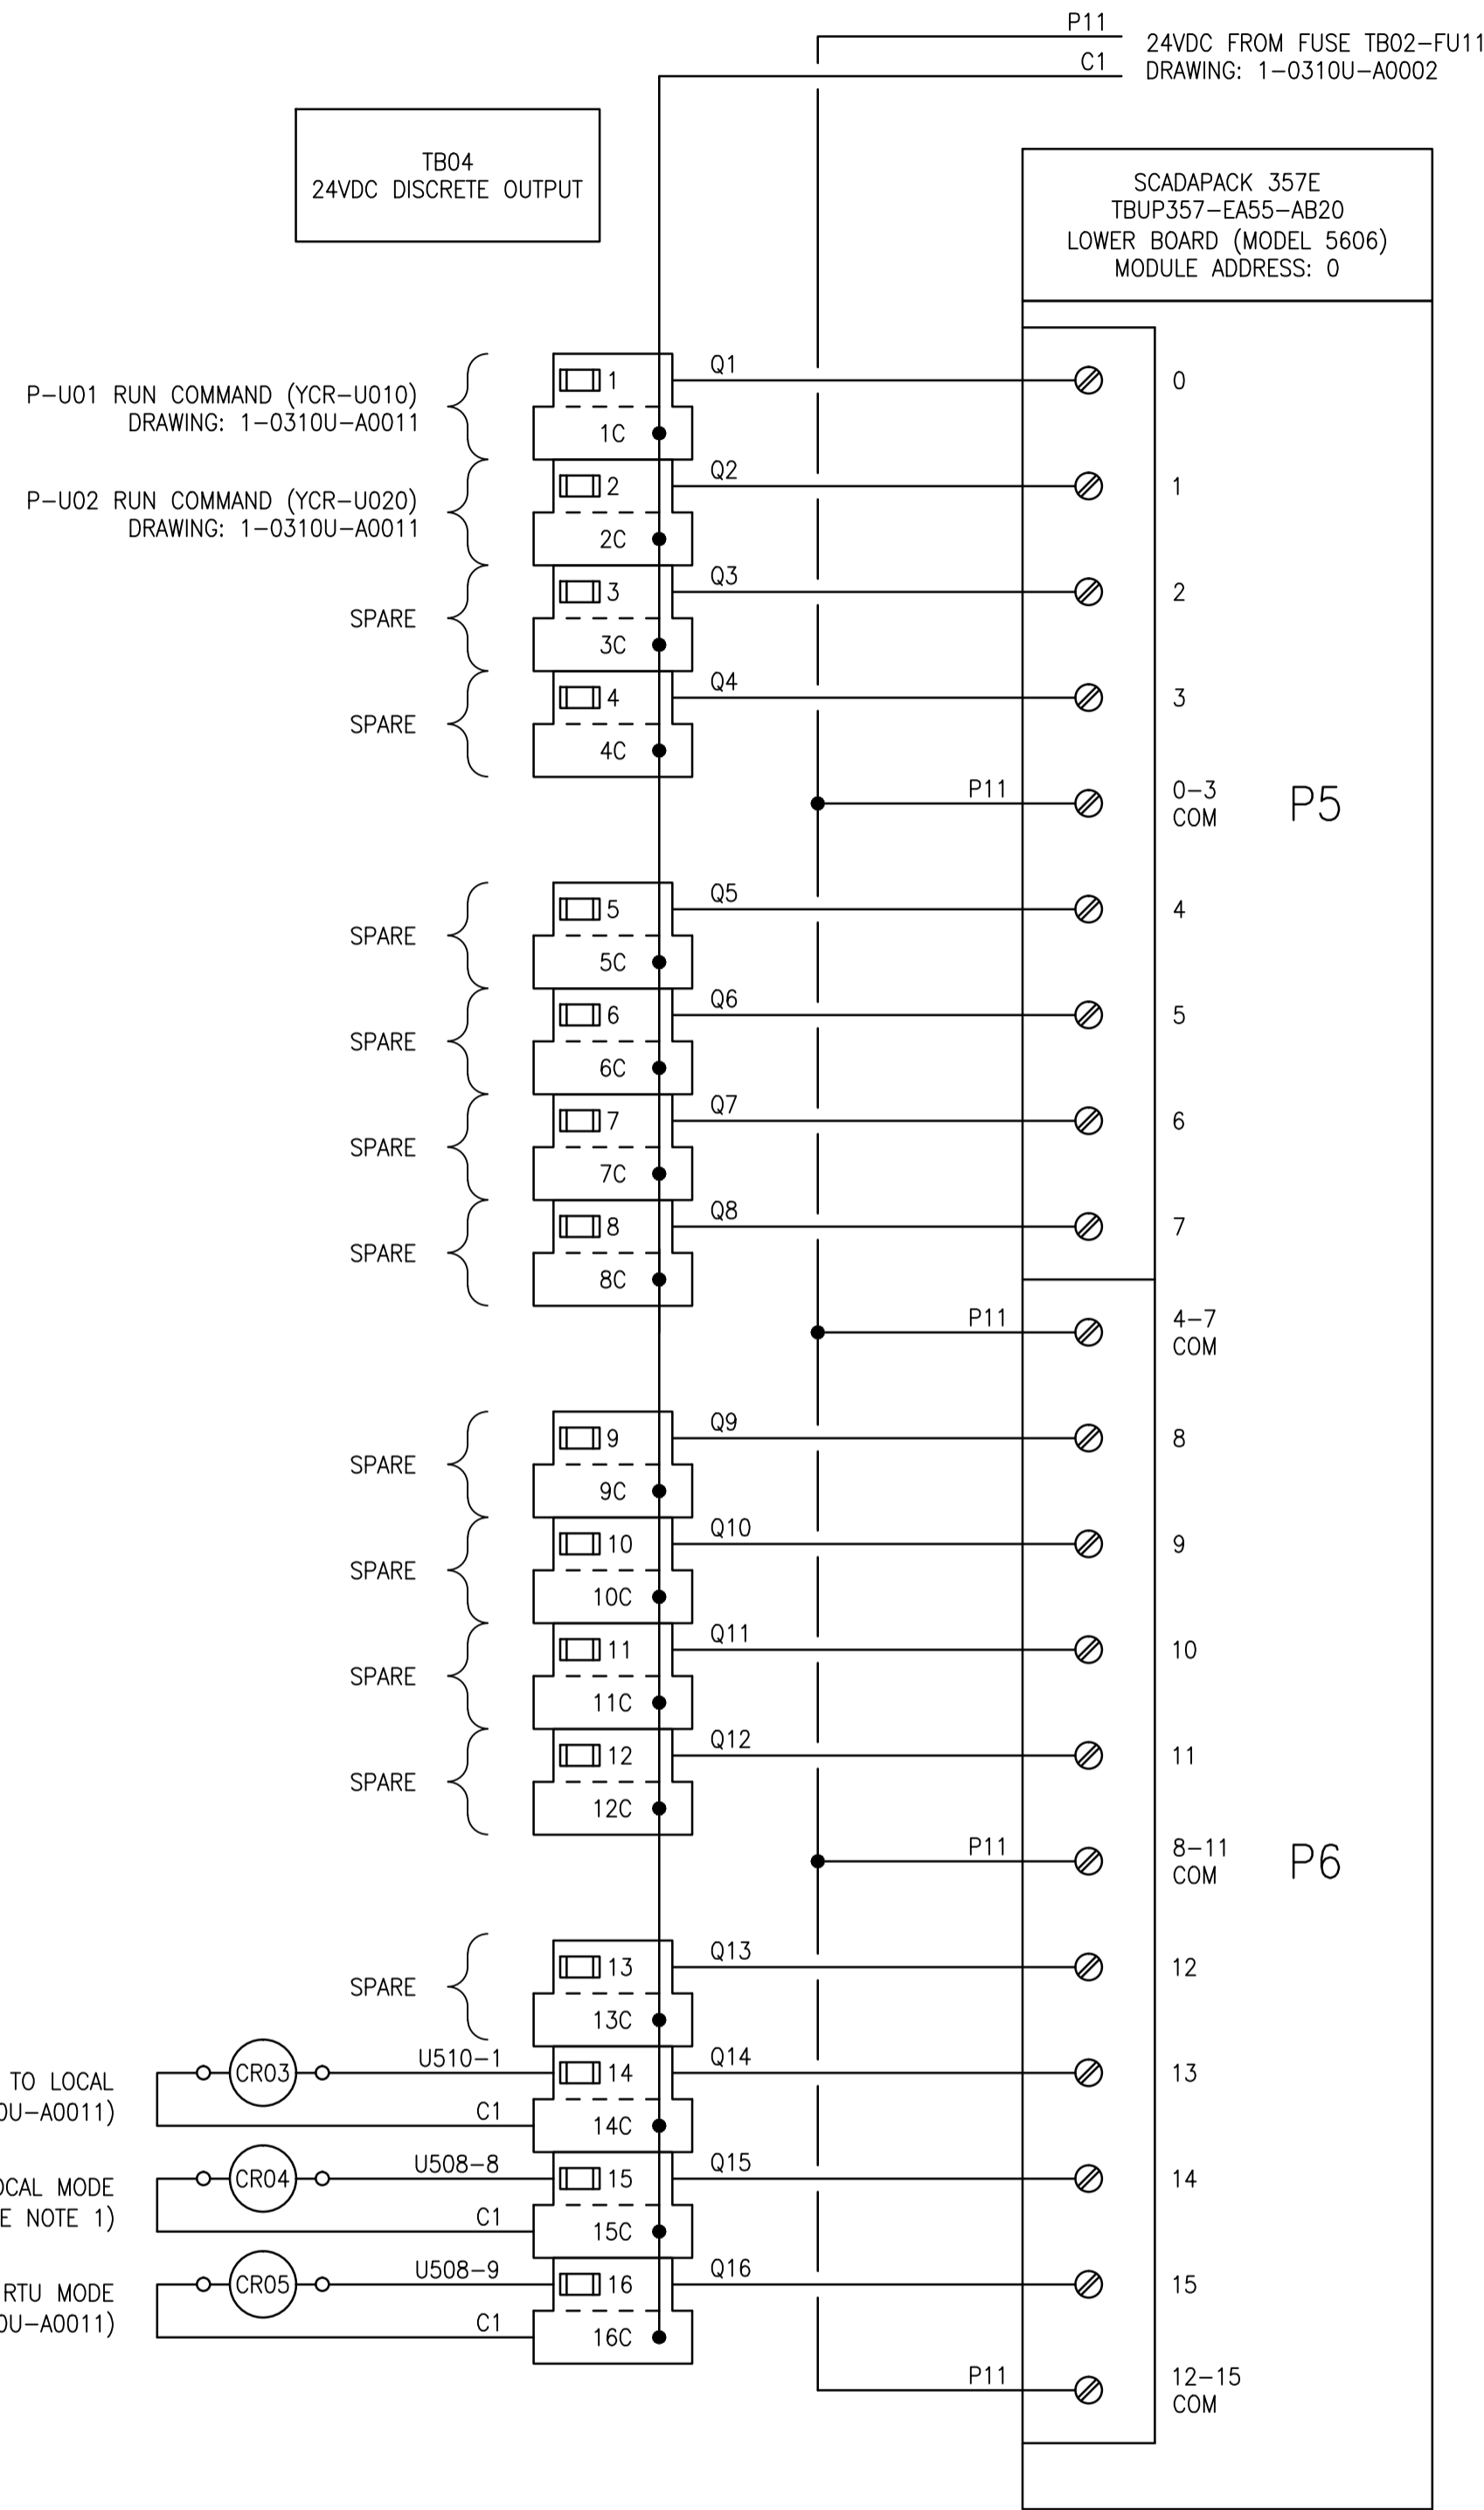 P11
C1
24VDC FROM FUSE TB02-FU11
DRAWING: 1-0310U-A0002
TB04
24VDC DISCRETE OUTPUT
SCADAPACK 357E
TBUP357-EA55-AB20
LOWER BOARD (MODEL 5606)
MODULE ADDRESS: 0
P-U01 RUN COMMAND (YCR-U010)
DRAWING: 1-0310U-A0011
1
1C
Q1
0
P-U02 RUN COMMAND (YCR-U020)
DRAWING: 1-0310U-A0011
2
2C
Q2
1
SPARE
3
3C
Q3
2
SPARE
4
4C
Q4
3
P11
0-3
COM
P5
SPARE
5
5C
Q5
4
SPARE
6
6C
Q6
5
SPARE
7
7C
Q7
6
SPARE
8
8C
Q8
7
P11
4-7
COM
SPARE
9
9C
Q9
8
SPARE
10
10C
Q10
9
SPARE
11
11C
Q11
10
SPARE
12
12C
Q12
11
P11
8-11
COM
P6
SPARE
13
13C
Q13
12
TO LOCAL
0U-A0011)
CR03
U510-1
C1
14
14C
Q14
13
OCAL MODE
E NOTE 1)
CR04
U508-8
C1
15
15C
Q15
14
RTU MODE
0U-A0011)
CR05
U508-9
C1
16
16C
Q16
15
P11
12-15
COM